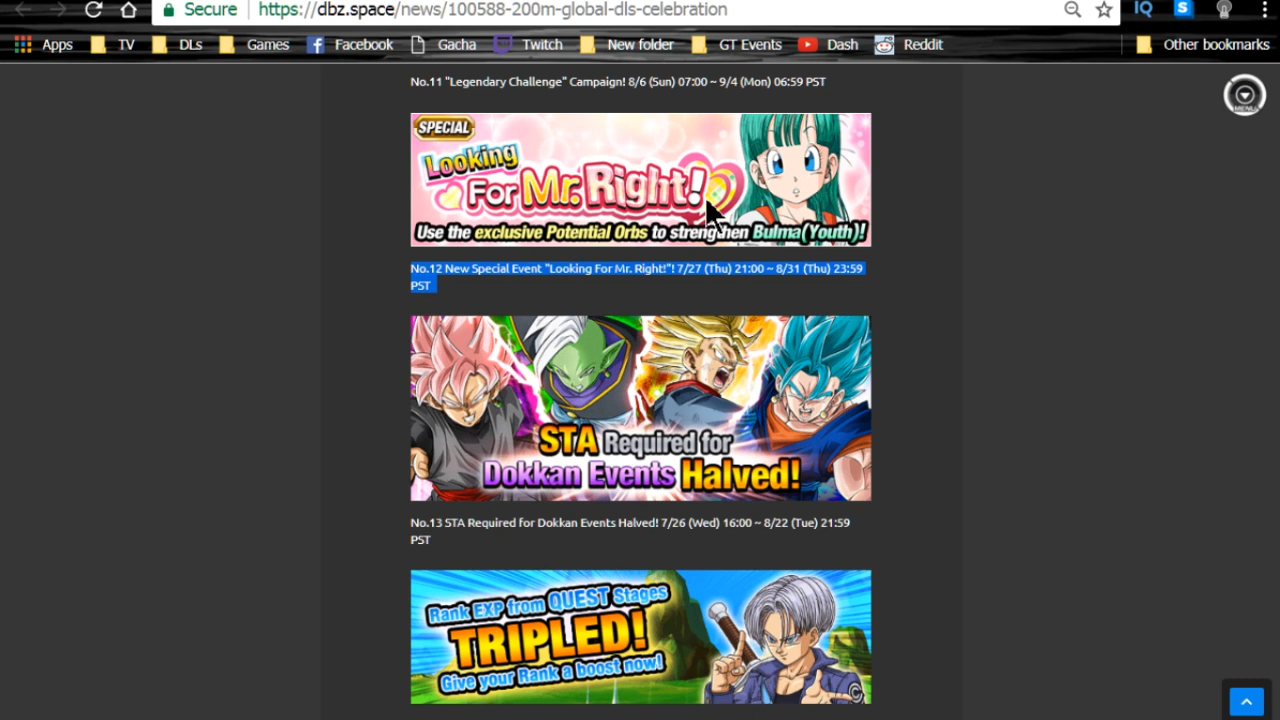 Secure https://dbz.space/news/100588-200m-global-dls-celebration
Apps TV DLs Games Facebook Gacha Twitch New folder GT Events Dash Reddit Other bookmarks
No.11 "Legendary Challenge" Campaign! 8/6 (Sun) 07:00 ~ 9/4 (Mon) 06:59 PST
MENU
SPECIAL
Looking
For Mr. Right!
Use the exclusive Potential Orbs to strengthen Bulma(Youth)!
No.12 New Special Event "Looking For Mr. Right!"! 7/27 (Thu) 21:00 ~ 8/31 (Thu) 23:59
PST
STA Required for
Dokkan Events Halved!
No.13 STA Required for Dokkan Events Halved! 7/26 (Wed) 16:00 ~ 8/22 (Tue) 21:59
PST
Rank EXP from QUEST Stages
TRIPLED!
Give your Rank a boost now!